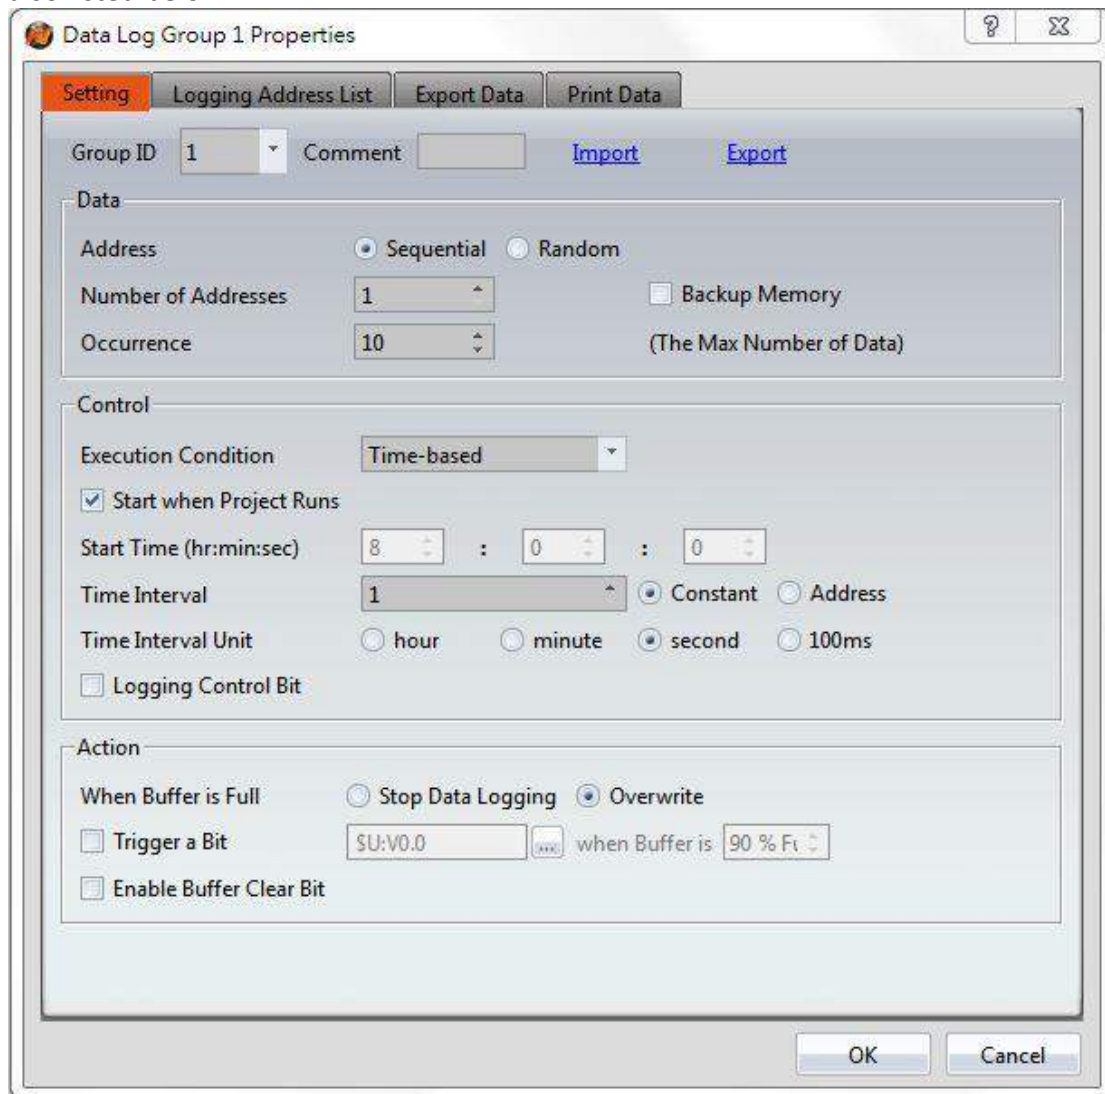 Data Log Group 1 Properties
Setting Logging Address List Export Data Print Data
Group ID 1 Comment Import Export
Data
Address Sequential Random
Number of Addresses 1 Backup Memory
Occurrence 10 (The Max Number of Data)
Control
Execution Condition Time-based
Start when Project Runs
Start Time (hr:min:sec) 8 : 0 : 0
Time Interval 1 Constant Address
Time Interval Unit hour minute second 100ms
Logging Control Bit
Action
When Buffer is Full Stop Data Logging Overwrite
Trigger a Bit $U:V0.0 ... when Buffer is 90 %
Enable Buffer Clear Bit
OK Cancel